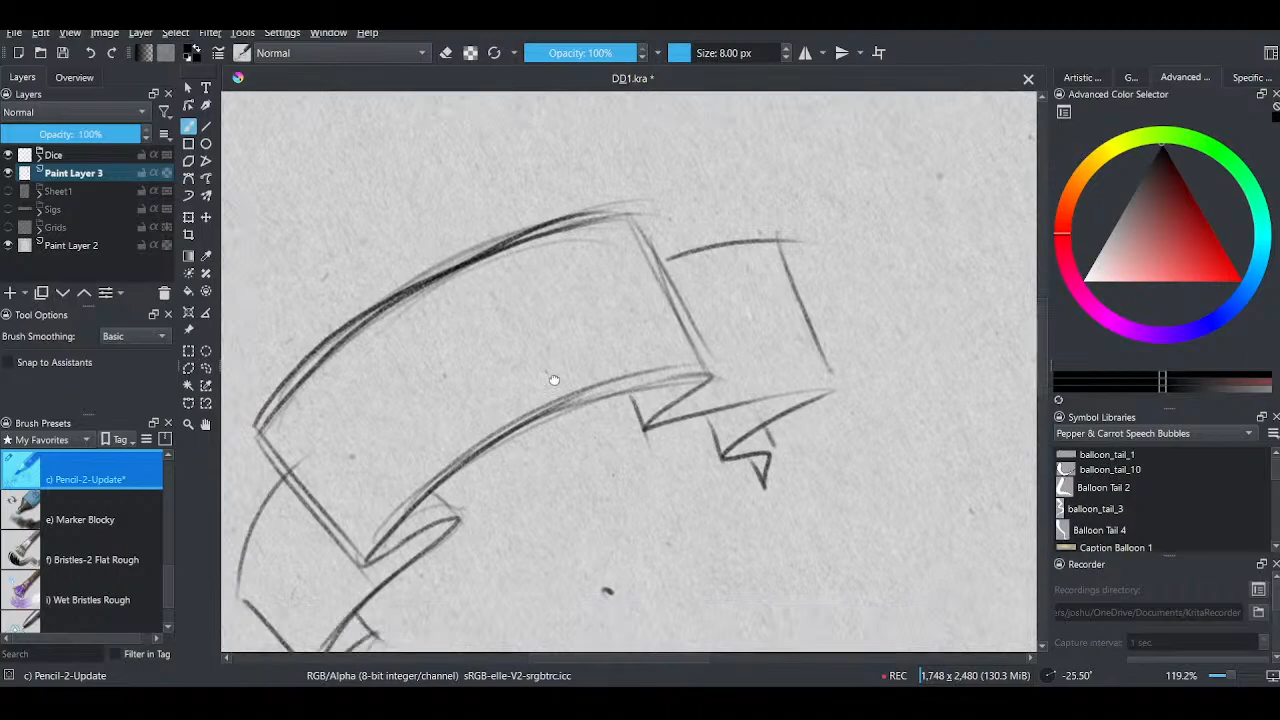 File Edit View Image Layer Select Filter Tools Settings Window Help
Normal Opacity: 100% Size: 8.00 px
Layers Overview DD1.kra * Artistic ... G... Advanced ... Specific ...
Layers Advanced Color Selector
Normal
Opacity: 100%
Dice
Paint Layer 3
Sheet1
Sigs
Grids
Paint Layer 2
Tool Options
Brush Smoothing: Basic
Snap to Assistants
Brush Presets
My Favorites Tag
c) Pencil-2-Update*
e) Marker Blocky
f) Bristles-2 Flat Rough
i) Wet Bristles Rough
Search Filter in Tag
Symbol Libraries
Pepper & Carrot Speech Bubbles
balloon_tail_1
balloon_tail_10
Balloon Tail 2
balloon_tail_3
Balloon Tail 4
Caption Balloon 1
Recorder
Recordings directory:
ers/joshu/OneDrive/Documents/KritaRecorder
Capture interval: 1 sec.
c) Pencil-2-Update RGB/Alpha (8-bit integer/channel) sRGB-elle-V2-srgbtrc.icc REC 1,748 x 2,480 (130.3 MiB) -25.50° 119.2%